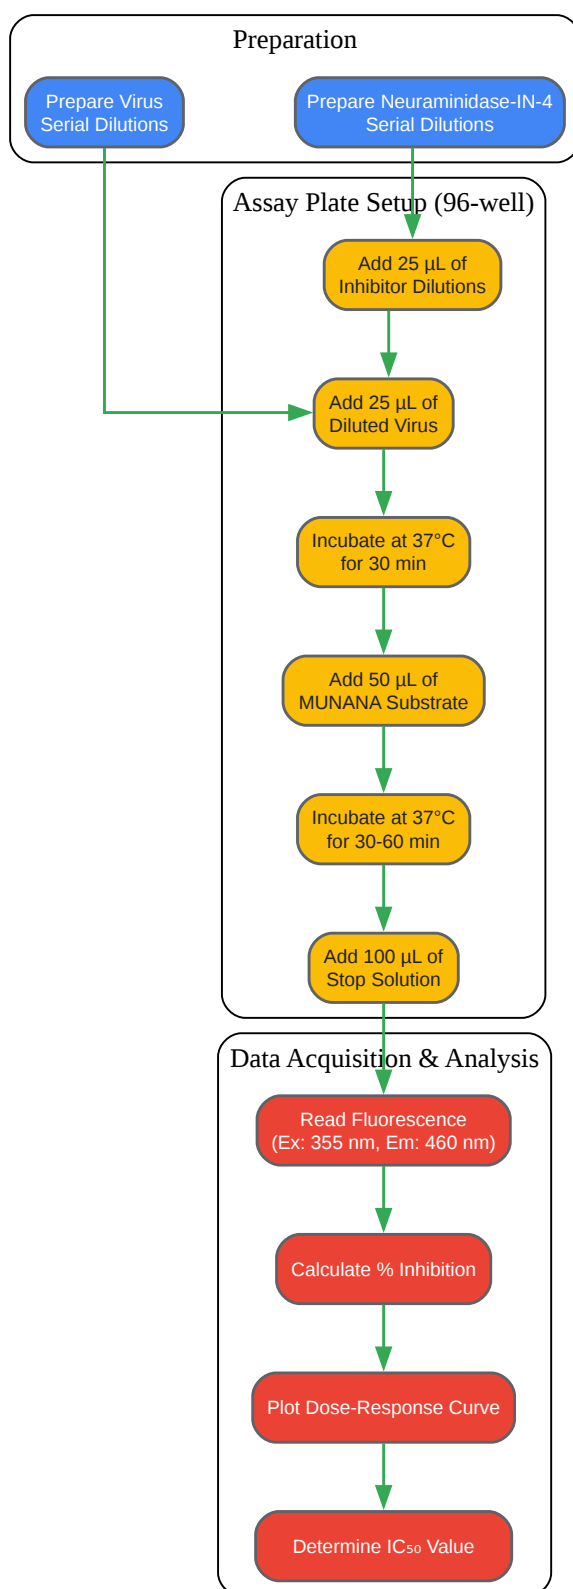 Preparation
Prepare Virus
Serial Dilutions
Prepare Neuraminidase-IN-4
Serial Dilutions
Assay Plate Setup (96-well)
Add 25 µL of
Inhibitor Dilutions
Add 25 µL of
Diluted Virus
Incubate at 37°C
for 30 min
Add 50 µL of
MUNANA Substrate
Incubate at 37°C
for 30-60 min
Add 100 µL of
Stop Solution
Data Acquisition & Analysis
Read Fluorescence
(Ex: 355 nm, Em: 460 nm)
Calculate % Inhibition
Plot Dose-Response Curve
Determine IC₅₀ Value